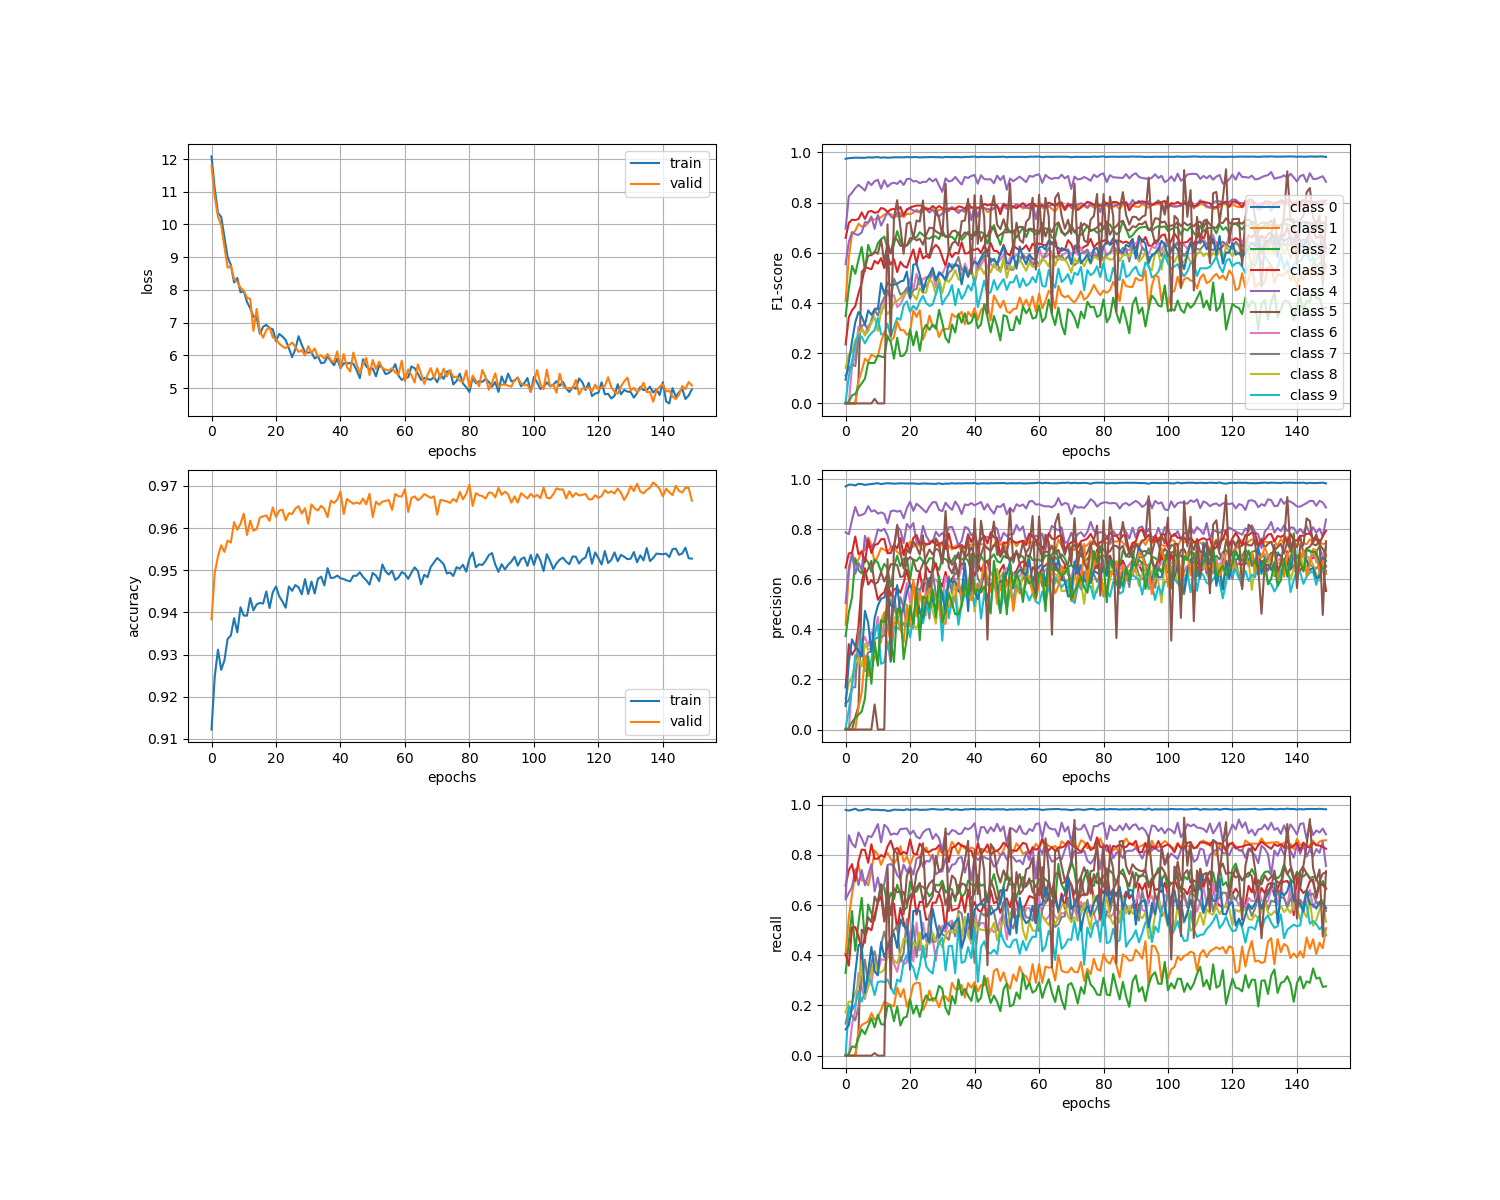 12
11
10
9
8
7
6
5
loss
train
valid
0 20 40 60 80 100 120 140
epochs
1.0
0.8
0.6
0.4
0.2
0.0
F1-score
class 0
class 1
class 2
class 3
class 4
class 5
class 6
class 7
class 8
class 9
0 20 40 60 80 100 120 140
epochs
0.97
0.96
0.95
0.94
0.93
0.92
0.91
accuracy
train
valid
0 20 40 60 80 100 120 140
epochs
1.0
0.8
0.6
0.4
0.2
0.0
precision
0 20 40 60 80 100 120 140
epochs
1.0
0.8
0.6
0.4
0.2
0.0
recall
0 20 40 60 80 100 120 140
epochs